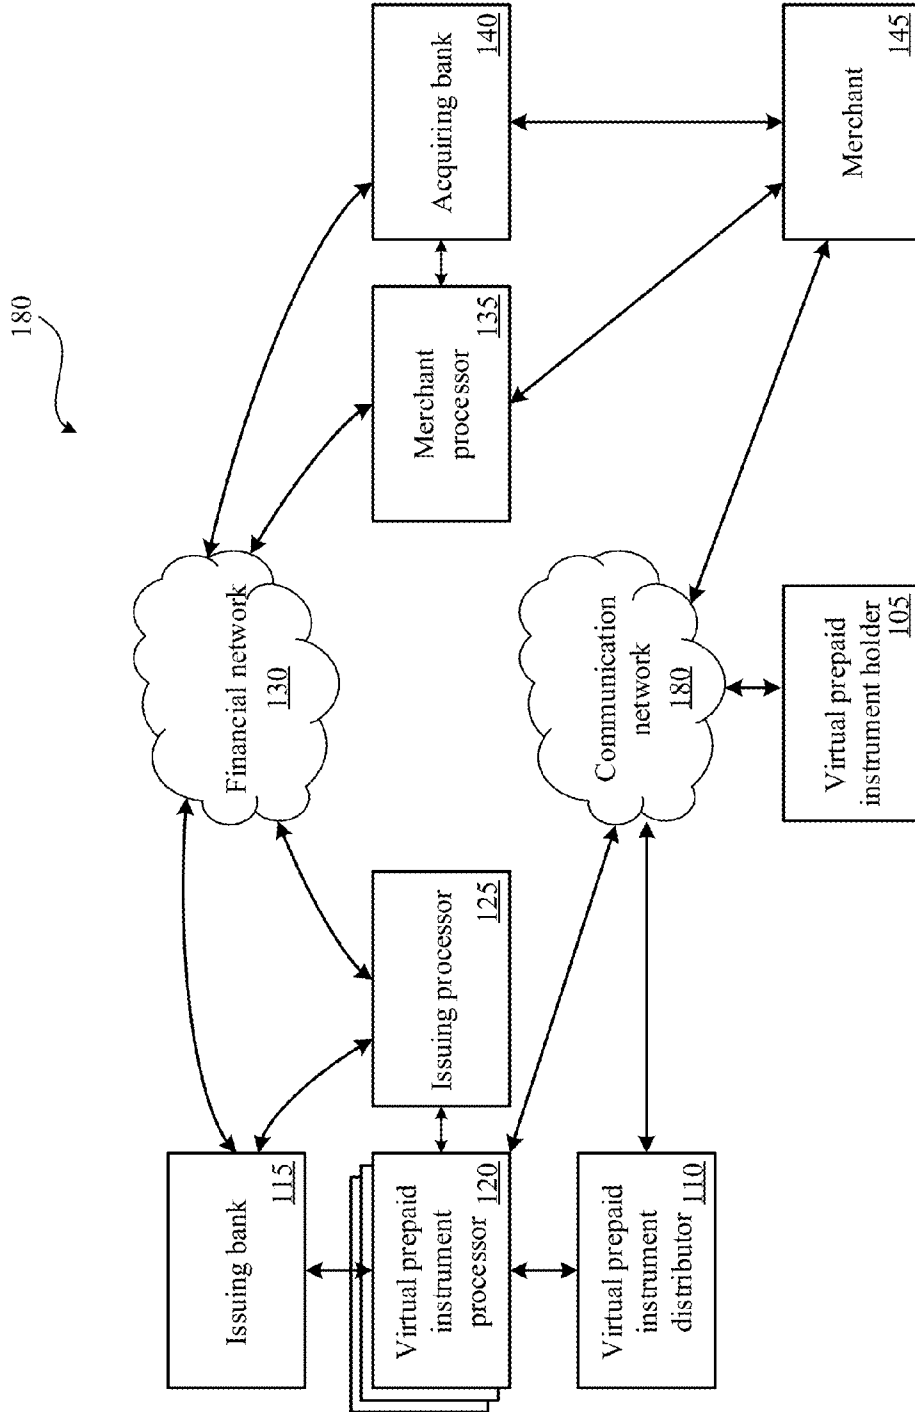 180
Issuing bank
115
Financial network
130
Acquiring bank
140
Virtual prepaid
instrument
processor
120
Issuing processor
125
Merchant
processor
135
Virtual prepaid
instrument
distributor
110
Communication
network
180
Virtual prepaid
instrument holder
105
Merchant
145